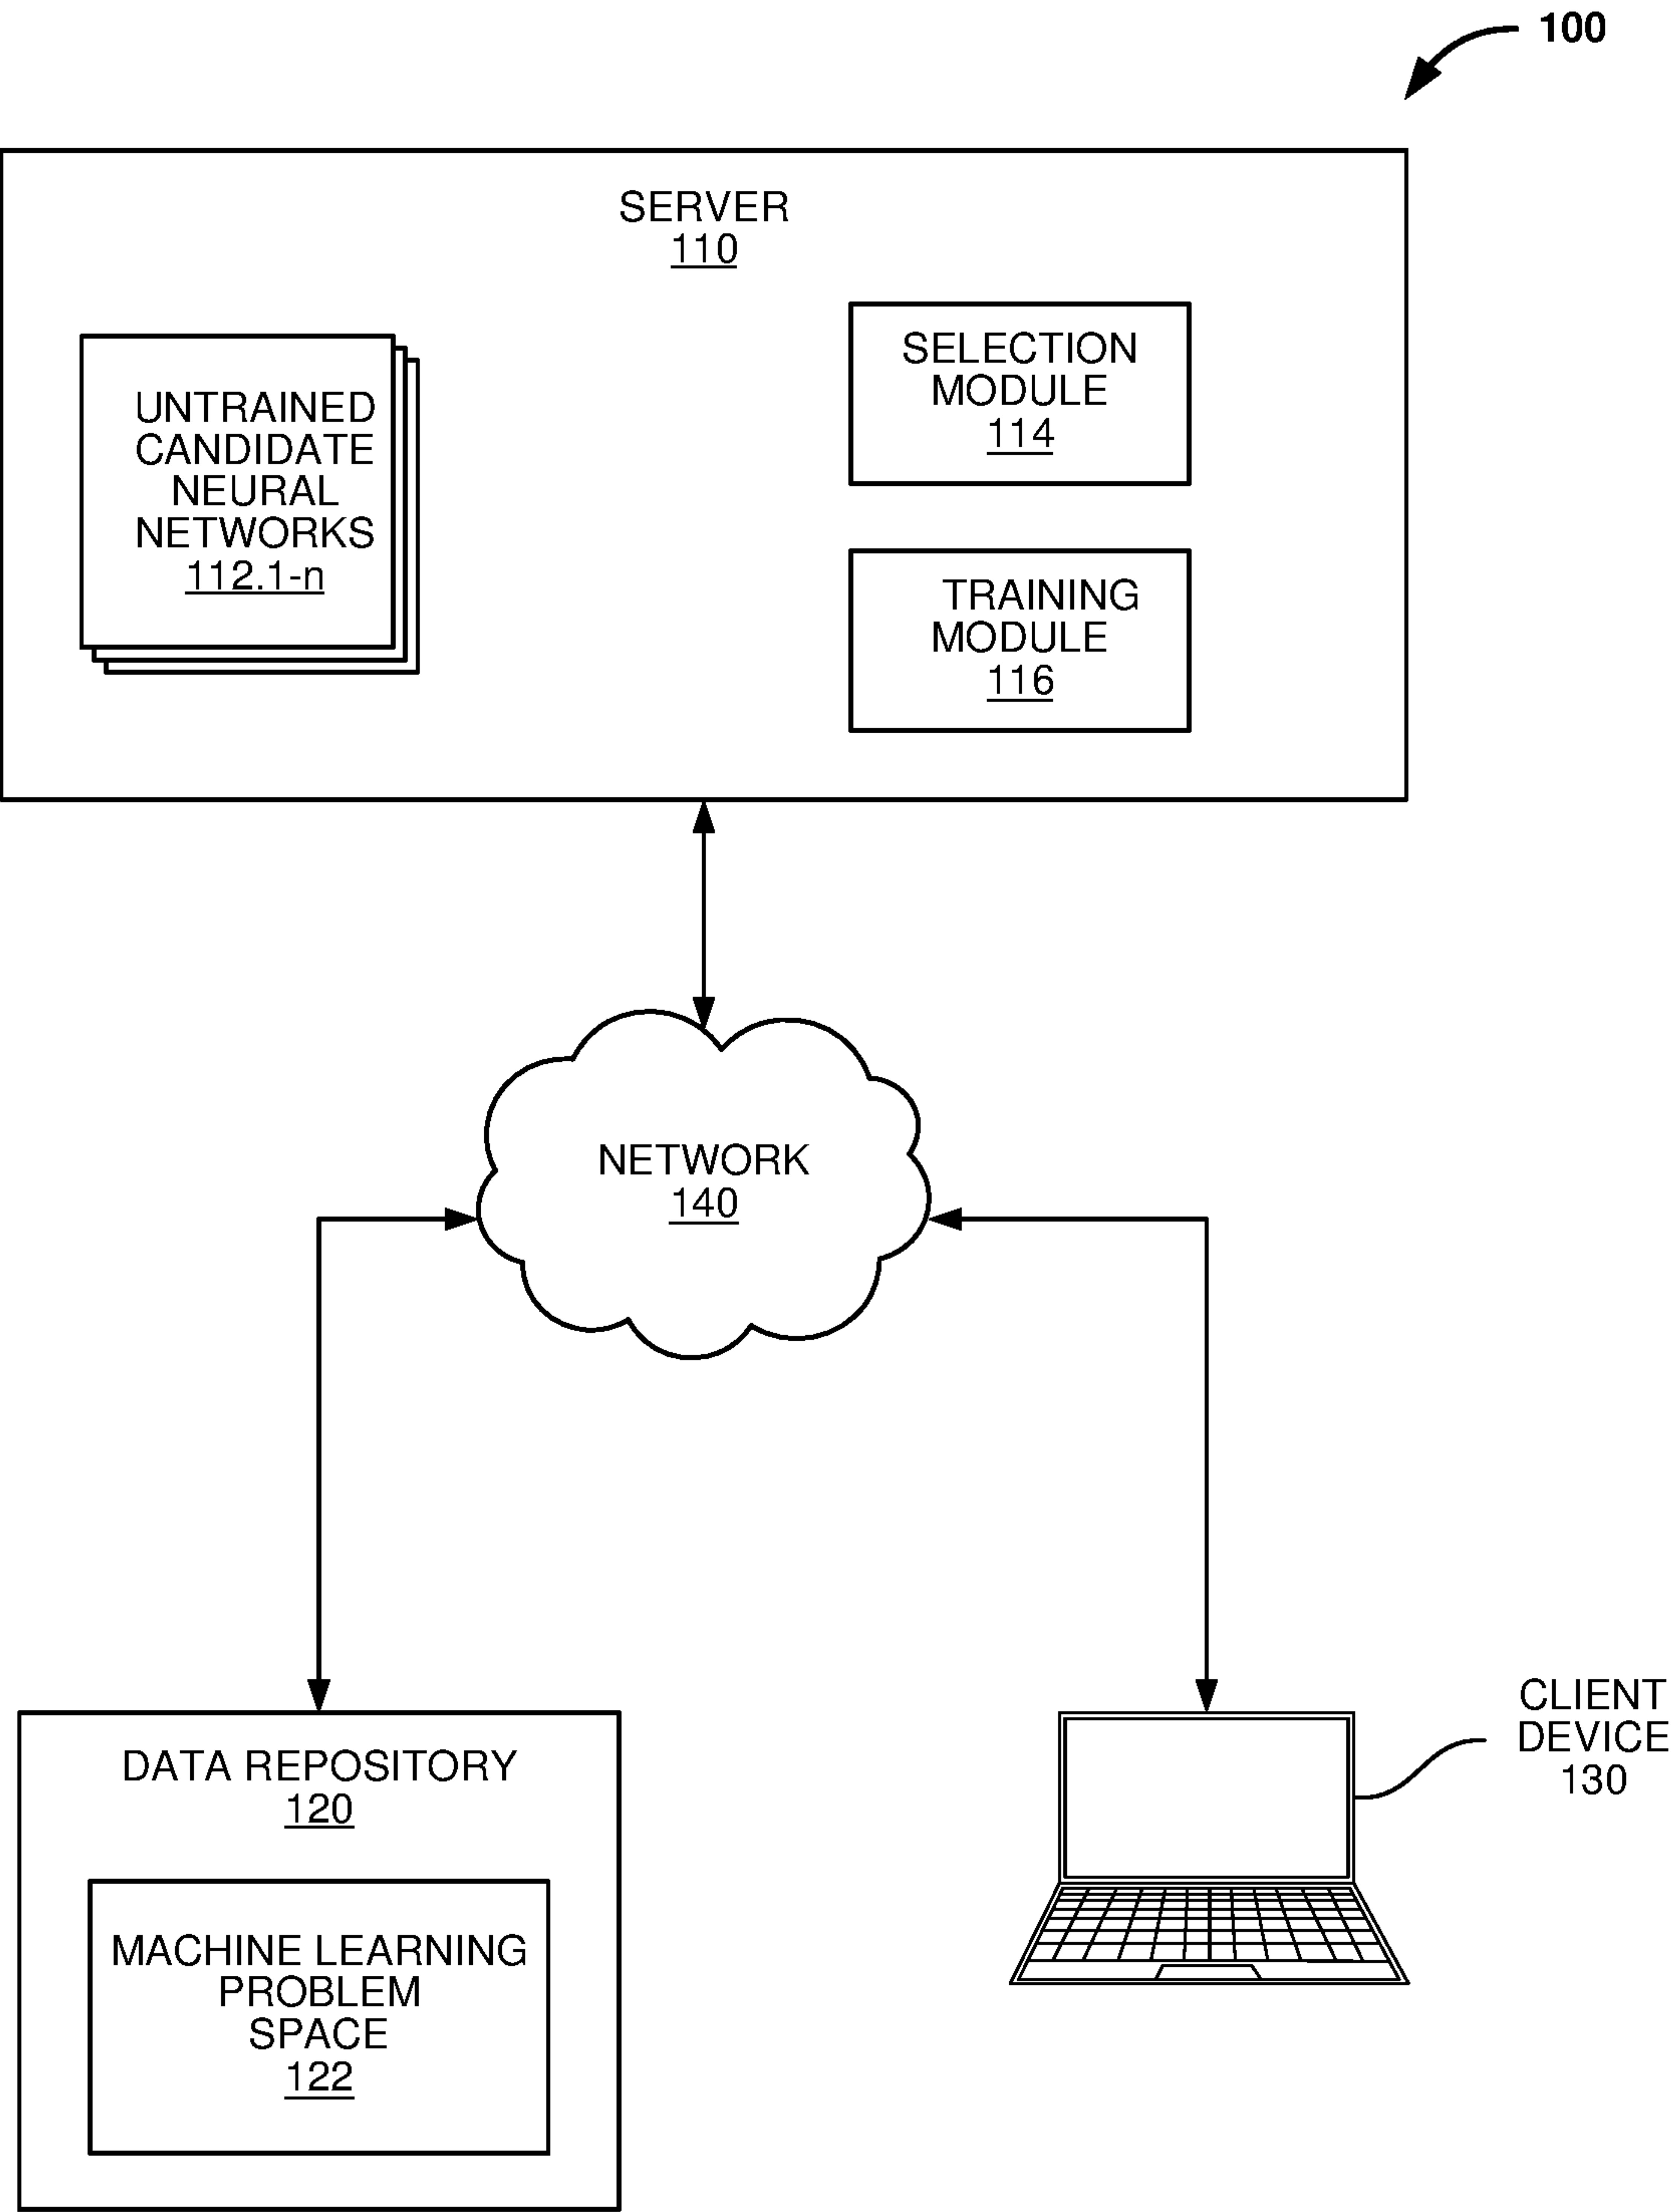 100
SERVER
110
UNTRAINED
CANDIDATE
NEURAL
NETWORKS
112.1-n
SELECTION
MODULE
114
TRAINING
MODULE
116
NETWORK
140
DATA REPOSITORY
120
MACHINE LEARNING
PROBLEM
SPACE
122
CLIENT
DEVICE
130